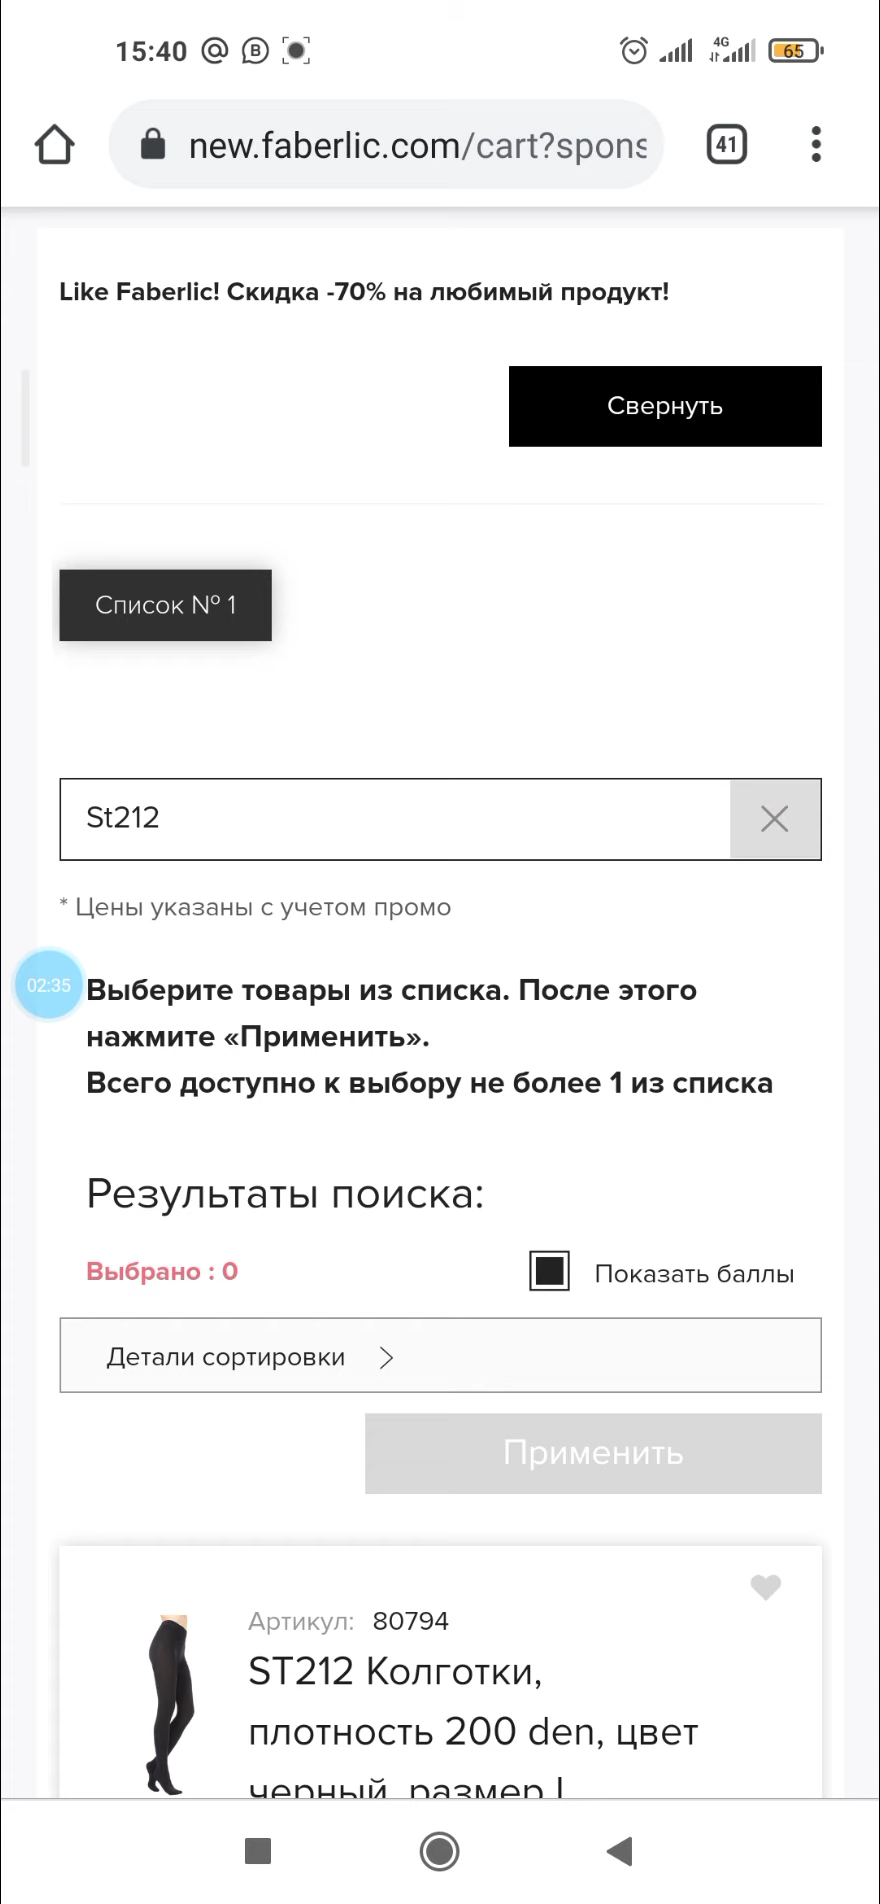 15:40
4G
65
new.faberlic.com/cart?spons
41
Like Faberlic! Скидка -70% на любимый продукт!
Свернуть
Список № 1
St212
* Цены указаны с учетом промо
02:35
Выберите товары из списка. После этого
нажмите «Применить».
Всего доступно к выбору не более 1 из списка
Результаты поиска:
Выбрано : 0
Показать баллы
Детали сортировки
Применить
Артикул: 80794
ST212 Колготки,
плотность 200 den, цвет
черный, размер L